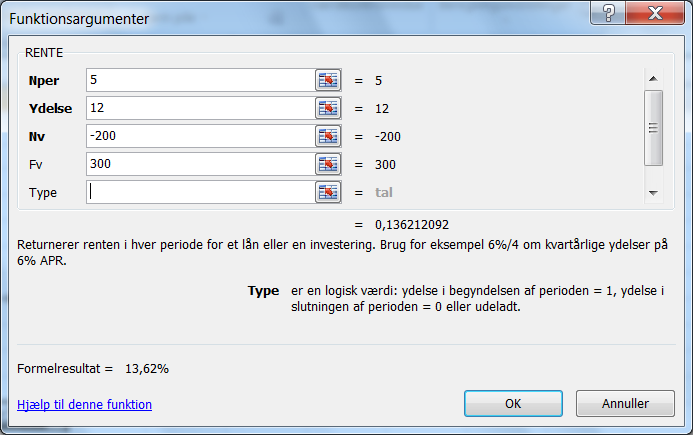 Funktionsargumenter
RENTE
Nper 5 = 5
Ydelse 12 = 12
Nv -200 = -200
Fv 300 = 300
Type = tal
= 0,136212092
Returnerer renten i hver periode for et lån eller en investering. Brug for eksempel 6%/4 om kvartårlige ydelser på
6% APR.
Type er en logisk værdi: ydelse i begyndelsen af perioden = 1, ydelse i
slutningen af perioden = 0 eller udeladt.
Formelresultat = 13,62%
Hjælp til denne funktion
OK
Annuller